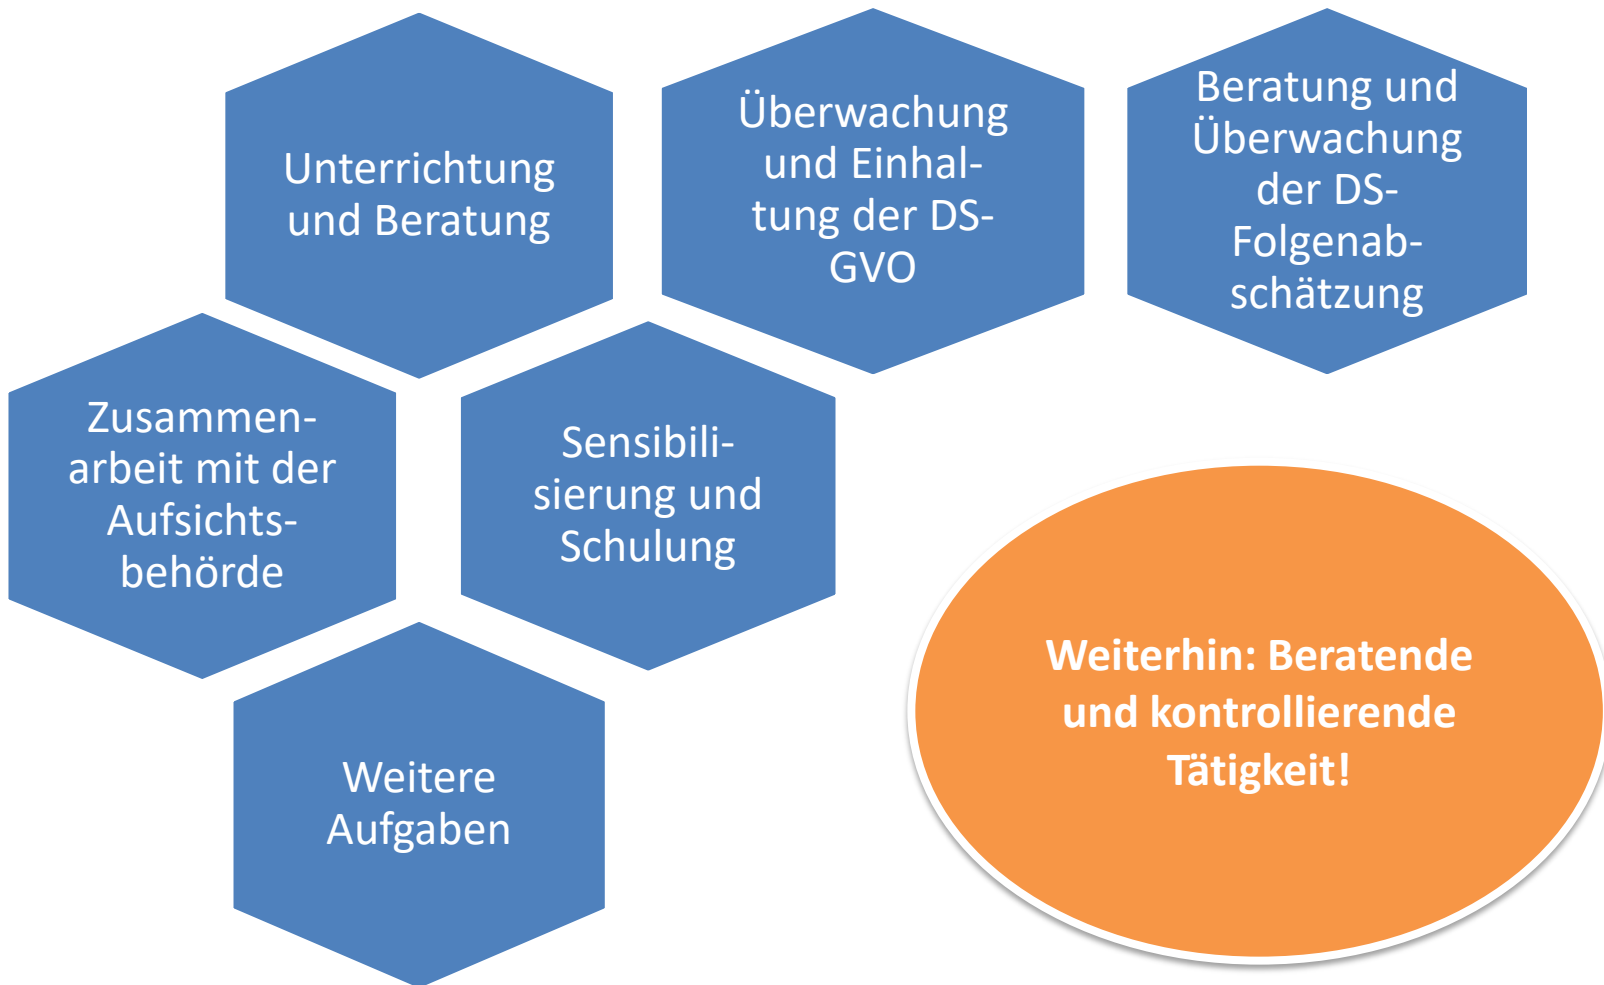 Unterrichtung
und Beratung
Überwachung
und Einhal-
tung der DS-
GVO
Beratung und
Überwachung
der DS-
Folgenab-
schätzung
Zusammen-
arbeit mit der
Aufsichts-
behörde
Sensibili-
sierung und
Schulung
Weiterhin: Beratende
und kontrollierende
Tätigkeit!
Weitere
Aufgaben